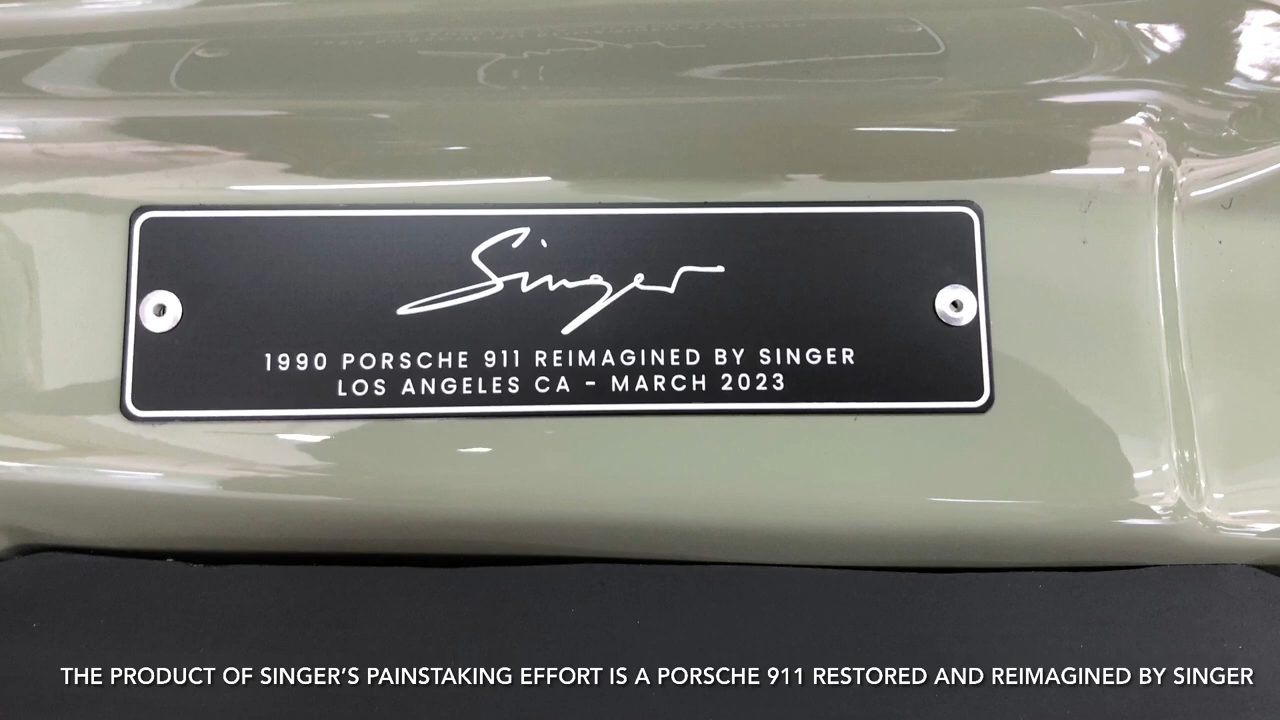 Singer
1990 PORSCHE 911 REIMAGINED BY SINGER
LOS ANGELES CA - MARCH 2023
THE PRODUCT OF SINGER’S PAINSTAKING EFFORT IS A PORSCHE 911 RESTORED AND REIMAGINED BY SINGER